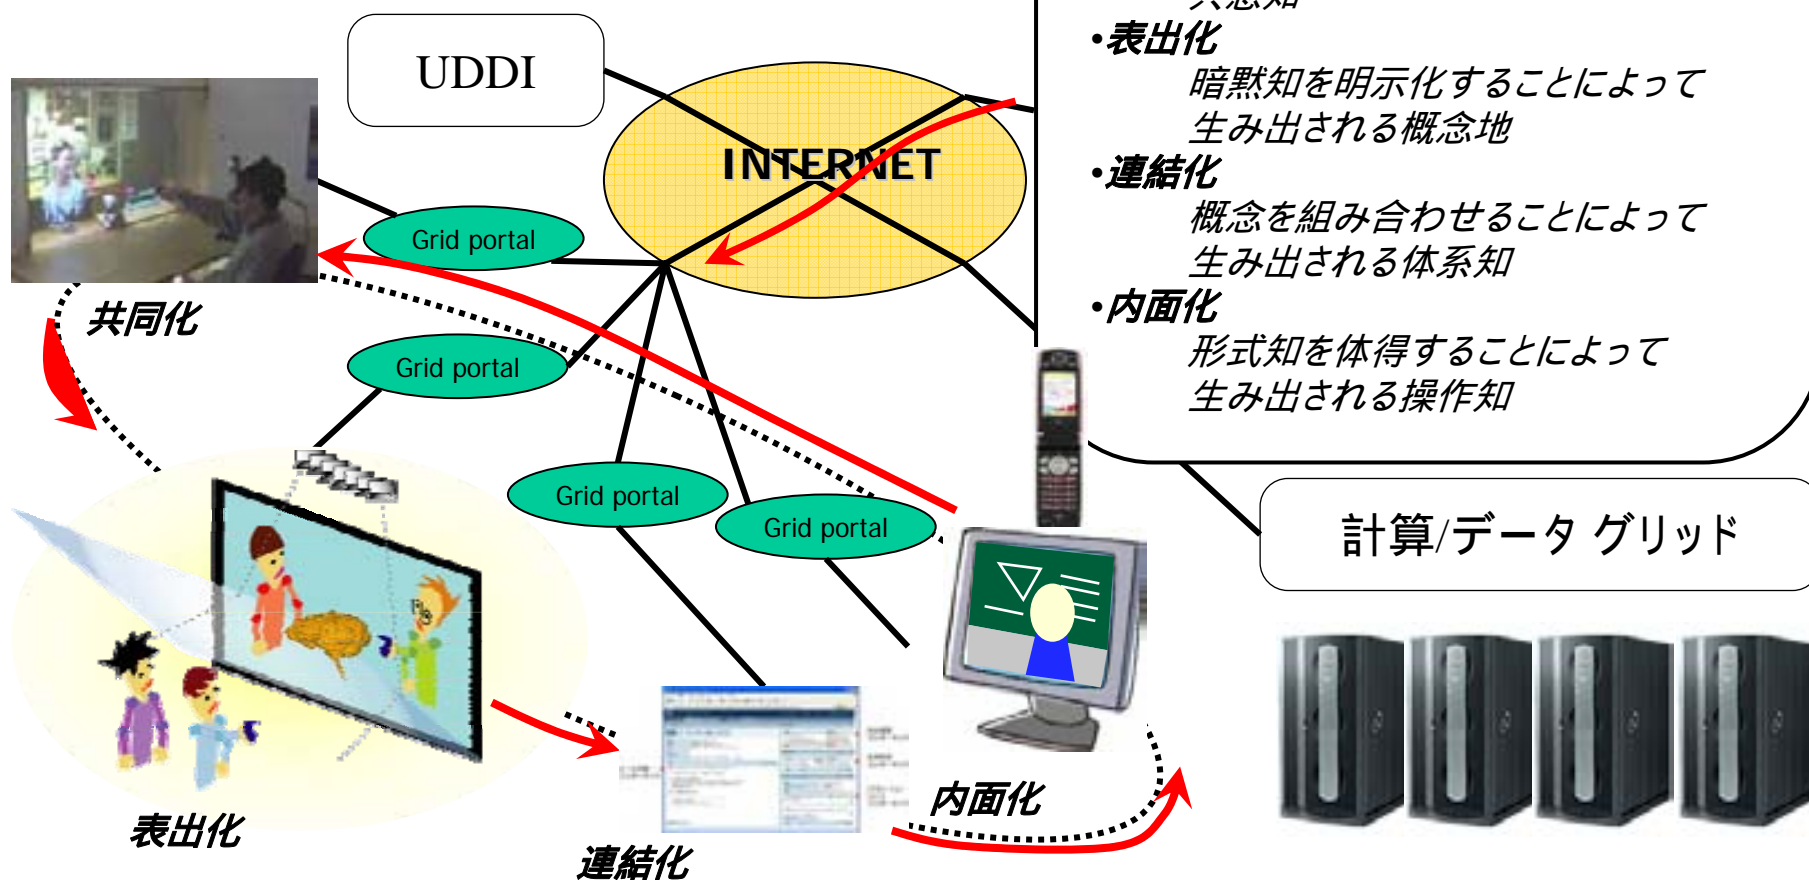 UDDI
INTERNET
Grid portal
Grid portal
Grid portal
Grid portal
共同化
表出化
連結化
内面化
•表出化
暗黙知を明示化することによって
生み出される概念地
•連結化
概念を組み合わせることによって
生み出される体系知
•内面化
形式知を体得することによって
生み出される操作知
計算/データ グリッド